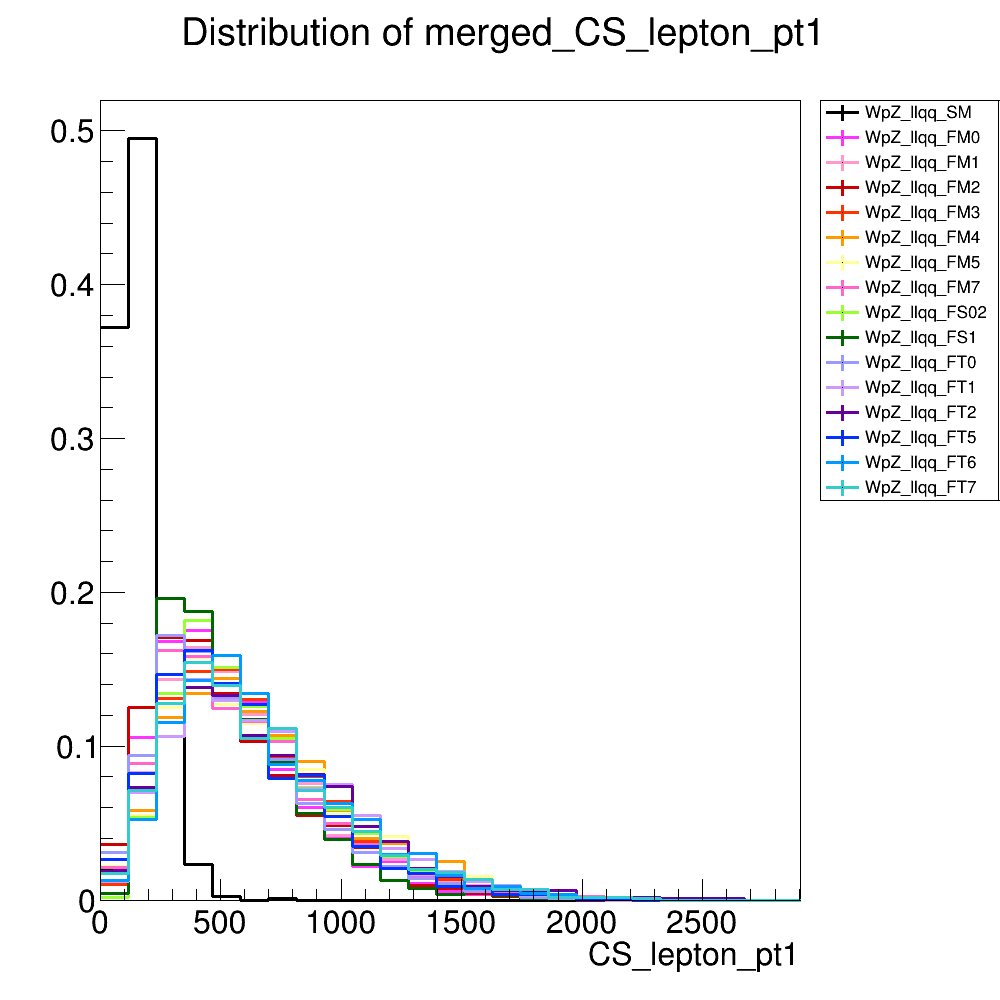 Distribution of merged_CS_lepton_pt1
0.5
0.4
0.3
0.2
0.1
0
0 500 1000 1500 2000 2500
CS_lepton_pt1
WpZ_llqq_SM
WpZ_llqq_FM0
WpZ_llqq_FM1
WpZ_llqq_FM2
WpZ_llqq_FM3
WpZ_llqq_FM4
WpZ_llqq_FM5
WpZ_llqq_FM7
WpZ_llqq_FS02
WpZ_llqq_FS1
WpZ_llqq_FT0
WpZ_llqq_FT1
WpZ_llqq_FT2
WpZ_llqq_FT5
WpZ_llqq_FT6
WpZ_llqq_FT7